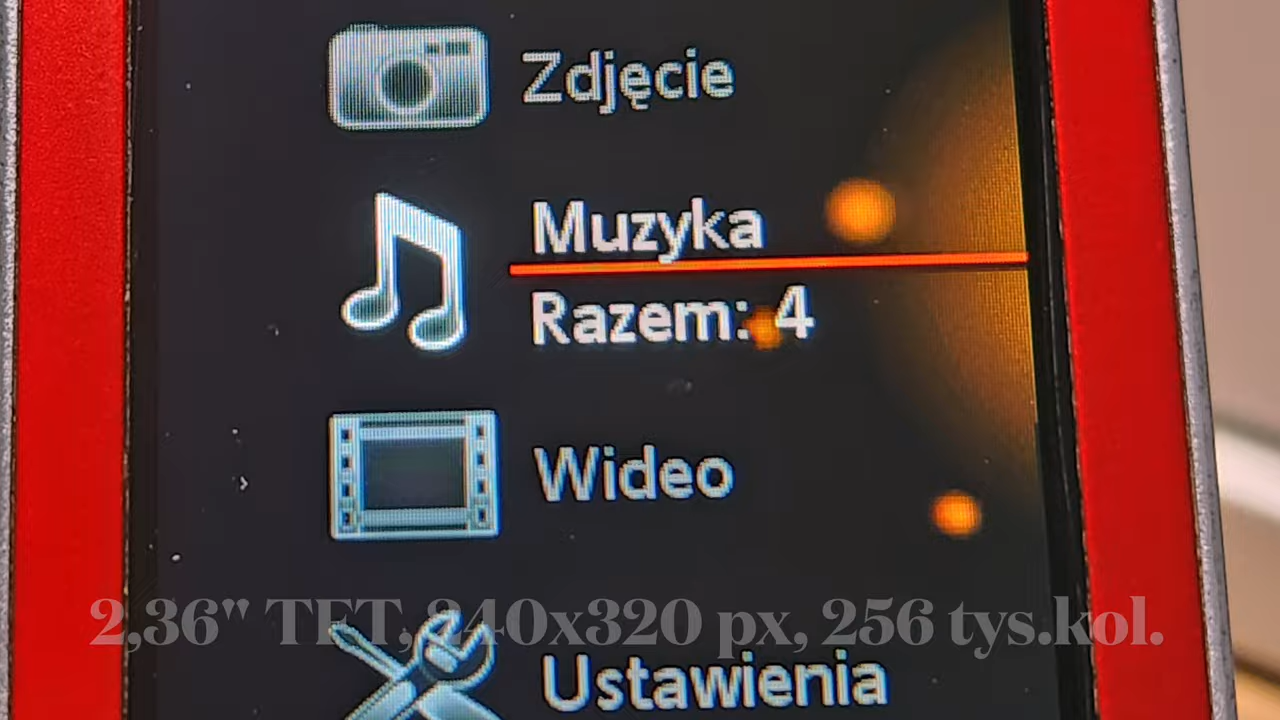 Zdjęcie
Muzyka
Razem: 4
Wideo
2,36" TFT, 240x320 px, 256 tys.kol.
Ustawienia